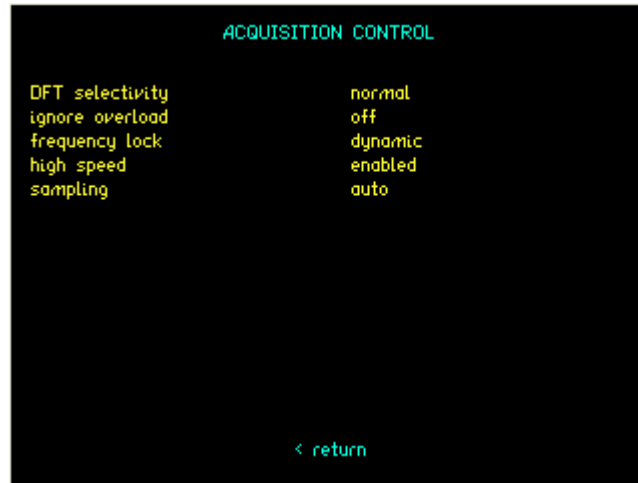 ACQUISITION CONTROL
DFT selectivity normal
ignore overload off
frequency lock dynamic
high speed enabled
sampling auto
< return